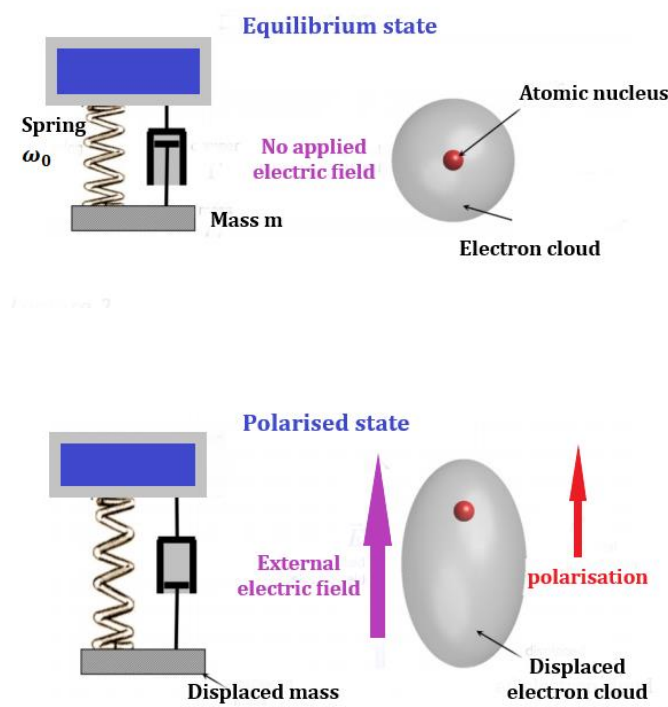 Equilibrium state
Spring
ω₀
Atomic nucleus
No applied
electric field
Mass m
Electron cloud
Polarised state
External
electric field
polarisation
Displaced mass
Displaced
electron cloud